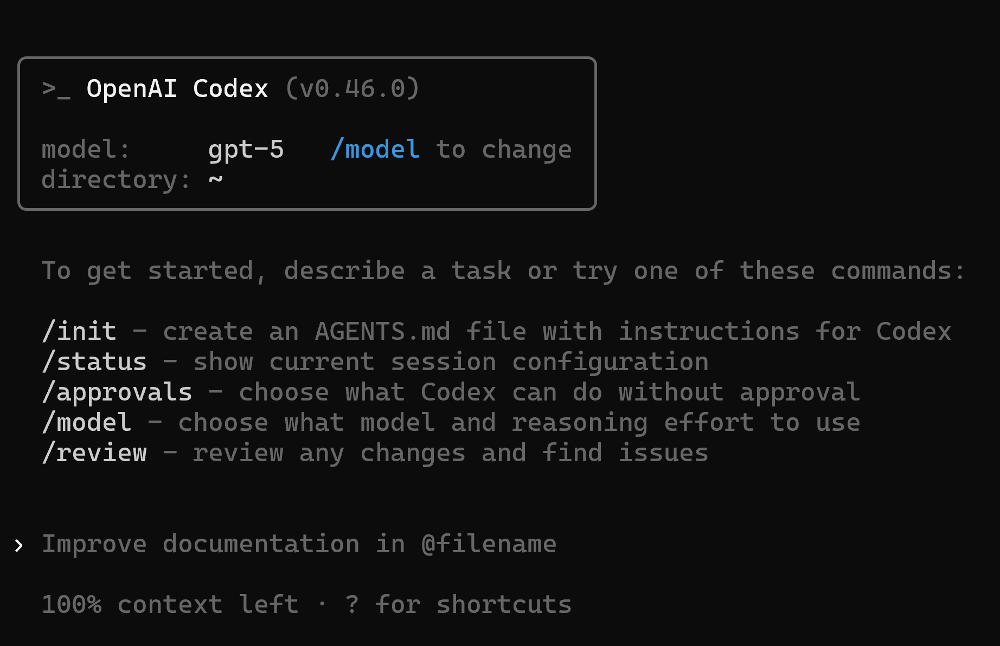 >_ OpenAI Codex (v0.46.0)
model:     gpt-5   /model to change
directory: ~
To get started, describe a task or try one of these commands:
/init - create an AGENTS.md file with instructions for Codex
/status - show current session configuration
/approvals - choose what Codex can do without approval
/model - choose what model and reasoning effort to use
/review - review any changes and find issues
› Improve documentation in @filename
100% context left · ? for shortcuts